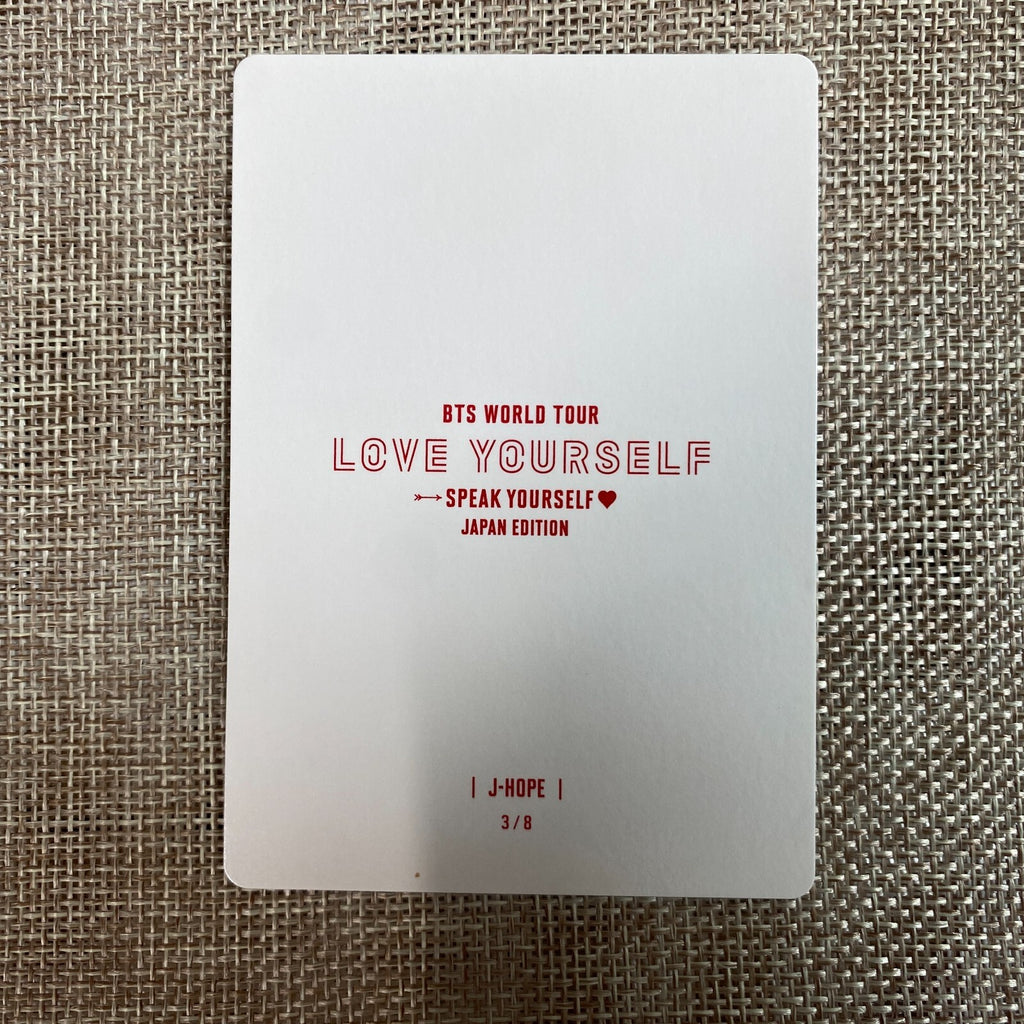 BTS WORLD TOUR
LOVE YOURSELF
SPEAK YOURSELF
JAPAN EDITION
| J-HOPE |
3/8